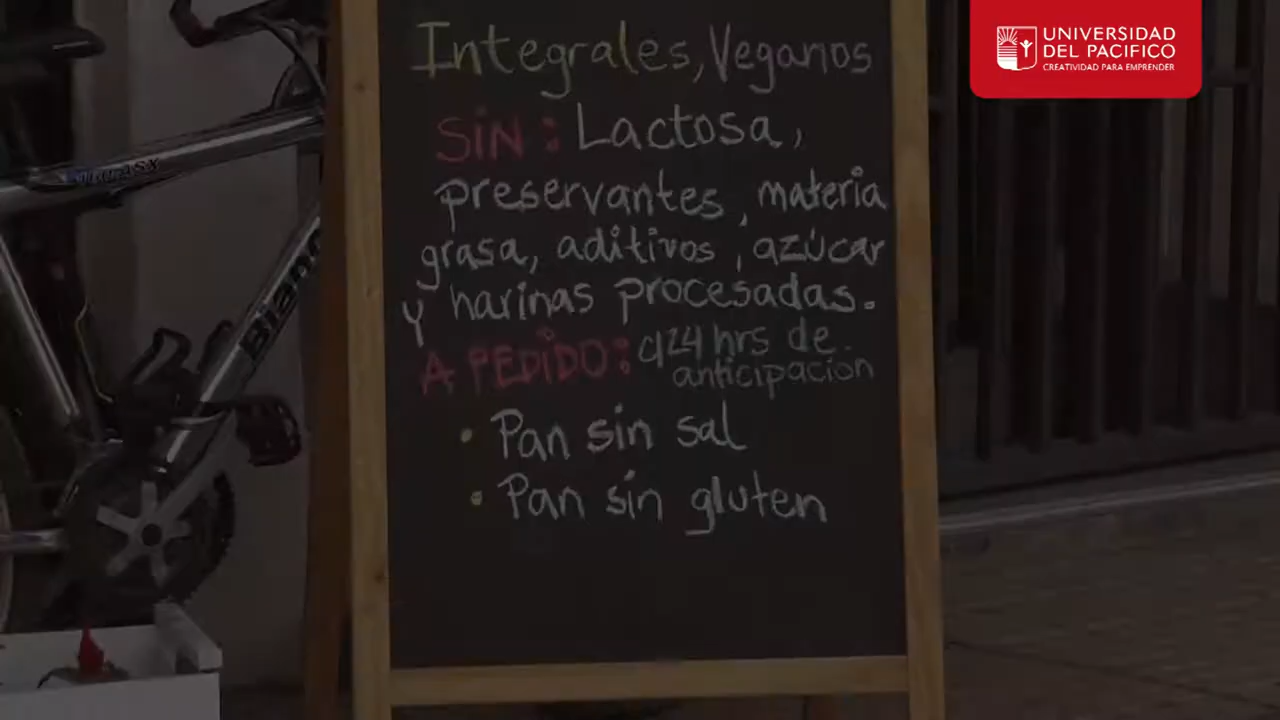 Integrales, Veganos
SIN: Lactosa,
preservantes, materia
grasa, aditivos, azúcar
y harinas procesadas.
A PEDIDO: c/24 hrs de
anticipacion
• Pan sin sal
• Pan sin gluten
UNIVERSIDAD
DEL PACIFICO
CREATIVIDAD PARA EMPRENDER